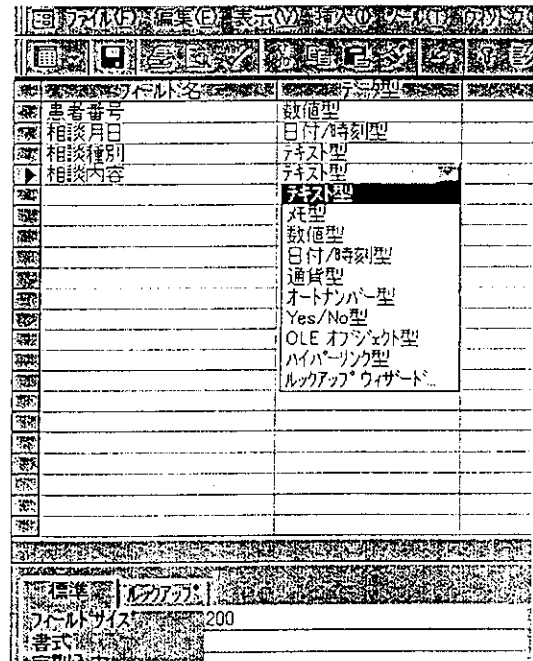 ファイル(F) 編集(E) 表示(V) 挿入(I) ツール(T)
フィールド名 データ型
患者番号 数値型
相談月日 日付/時刻型
相談種別 テキスト型
相談内容 テキスト型
テキスト型
メモ型
数値型
日付/時刻型
通貨型
オートナンバー型
Yes/No型
OLE オブジェクト型
ハイパーリンク型
ルックアップ ウィザード...
標準 ルックアップ
フィールドサイズ 200
書式